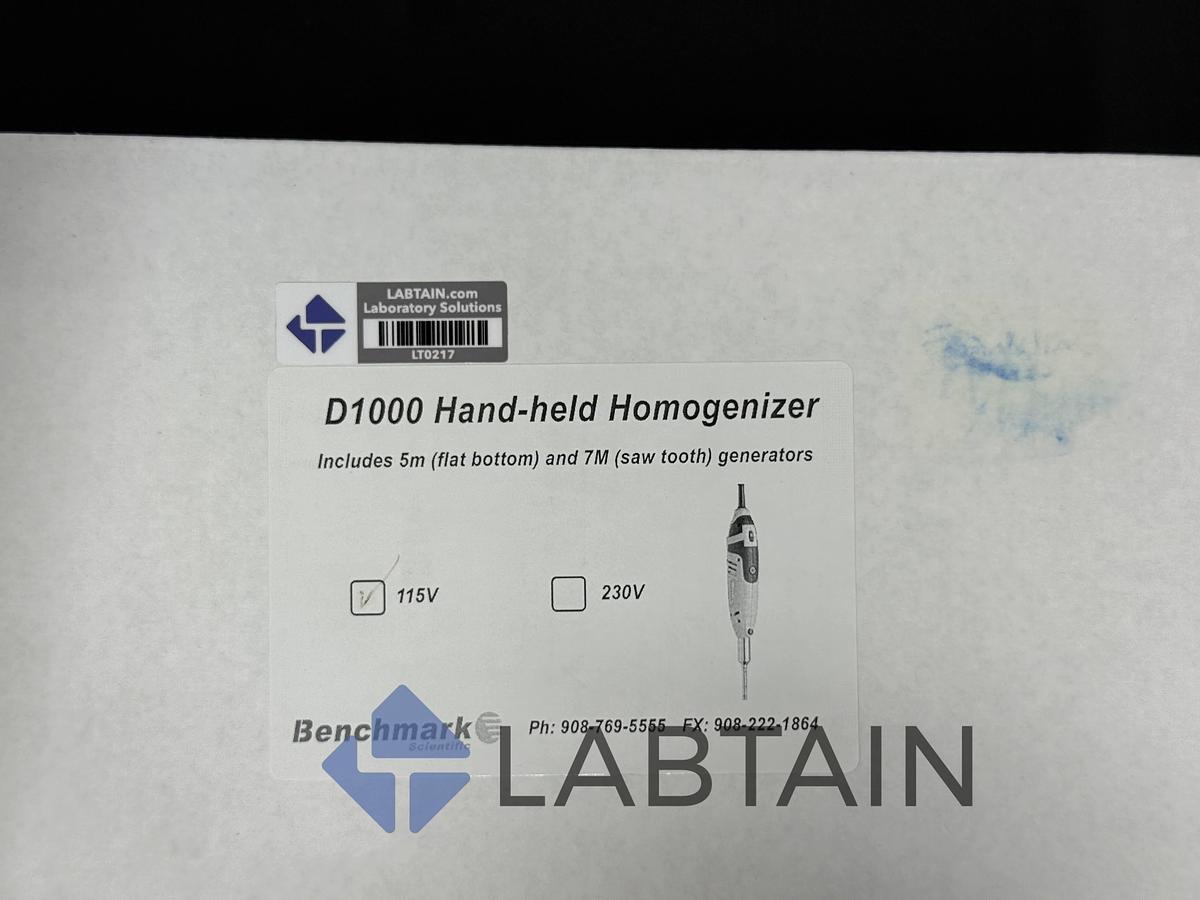 LABTAIN.com
Laboratory Solutions
LT0217
D1000 Hand-held Homogenizer
Includes 5m (flat bottom) and 7M (saw tooth) generators
115V
230V
Benchmark
Scientific
Ph: 908-769-5555 FX: 908-222-1864
LABTAIN